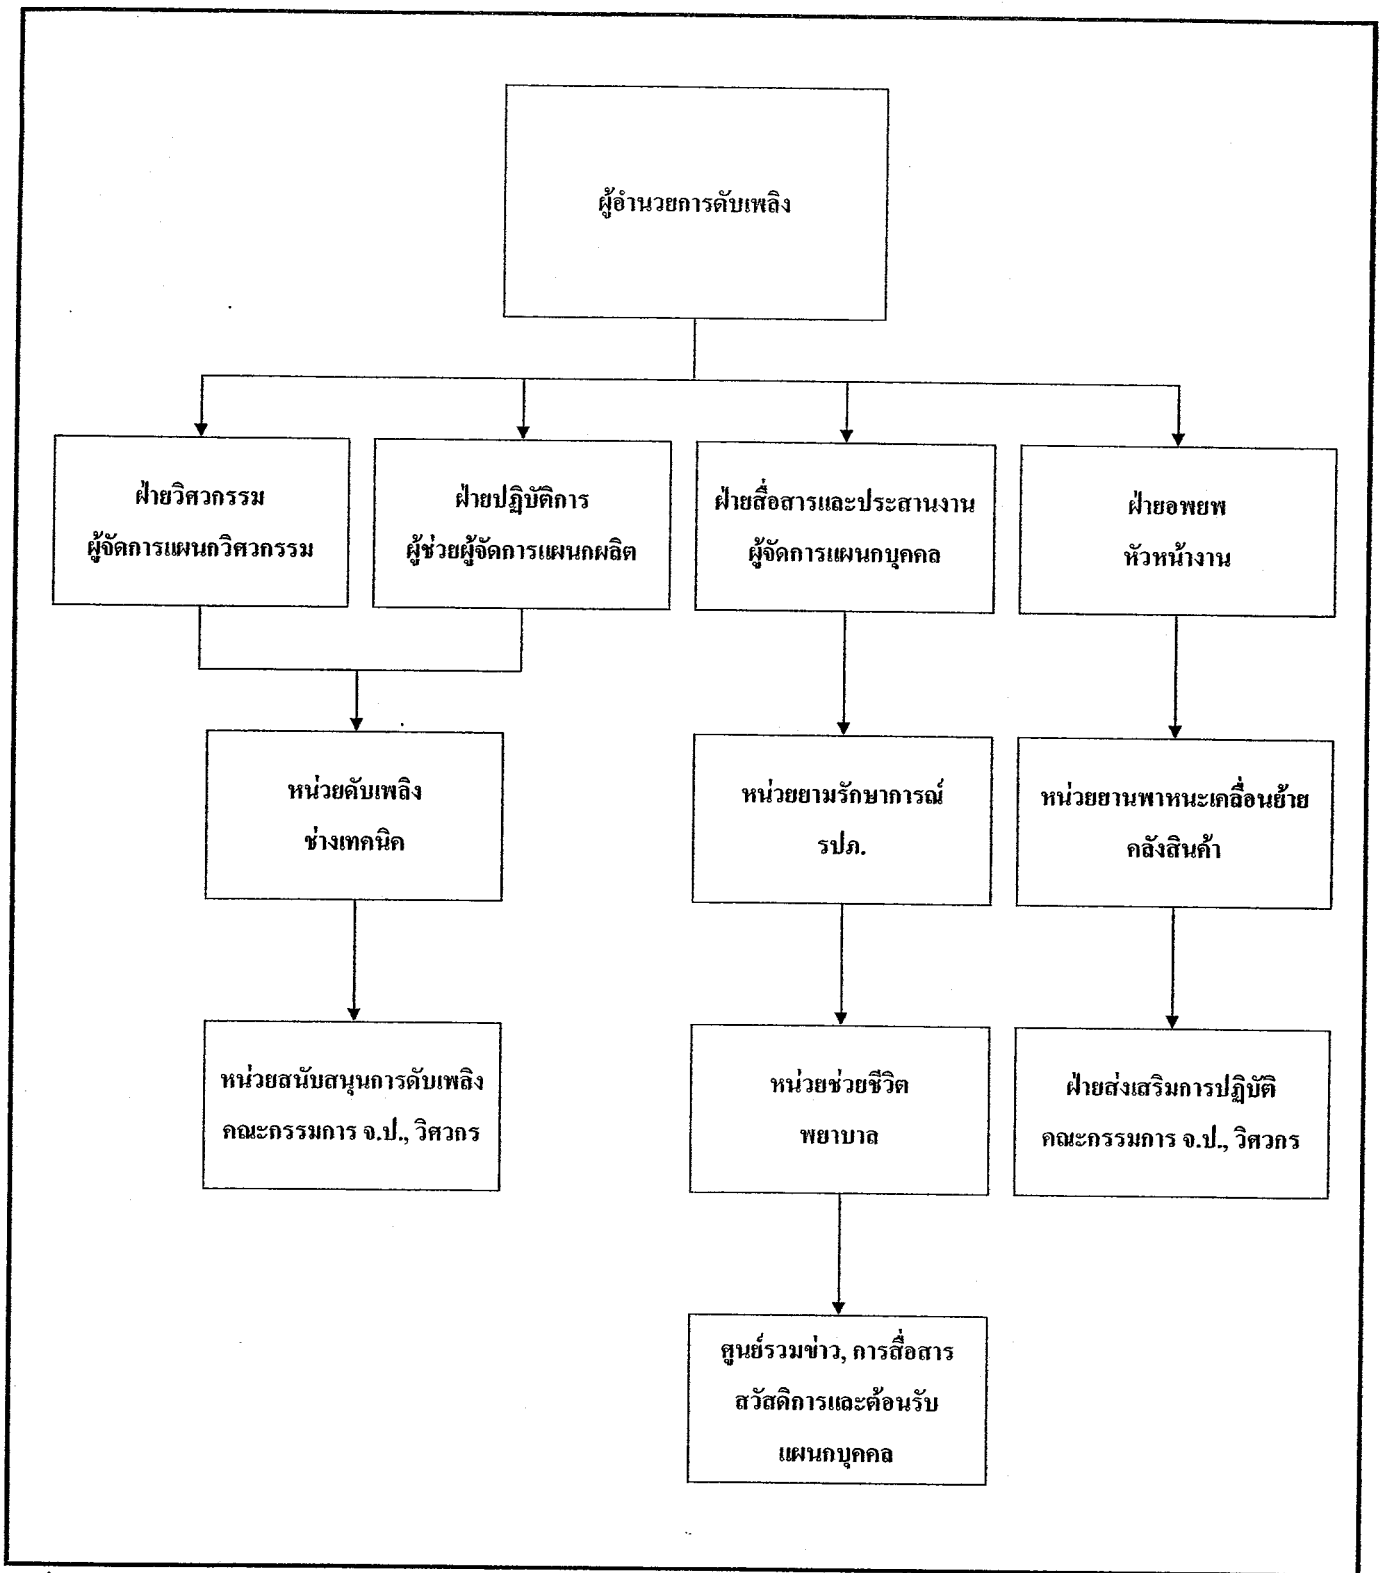 ผู้อำนวยการดับเพลิง
ฝ่ายวิศวกรรม
ผู้จัดการแผนกวิศวกรรม
ฝ่ายปฏิบัติการ
ผู้ช่วยผู้จัดการแผนกผลิต
ฝ่ายสื่อสารและประสานงาน
ผู้จัดการแผนกบุคคล
ฝ่ายอพยพ
หัวหน้างาน
หน่วยดับเพลิง
ช่างเทคนิค
หน่วยยามรักษาการณ์
รปภ.
หน่วยยานพาหนะเคลื่อนย้าย
คลังสินค้า
หน่วยสนับสนุนการดับเพลิง
คณะกรรมการ จ.ป., วิศวกร
หน่วยช่วยชีวิต
พยาบาล
ฝ่ายส่งเสริมการปฏิบัติ
คณะกรรมการ จ.ป., วิศวกร
ศูนย์รวมข่าว, การสื่อสาร
สวัสดิการและต้อนรับ
แผนกบุคคล